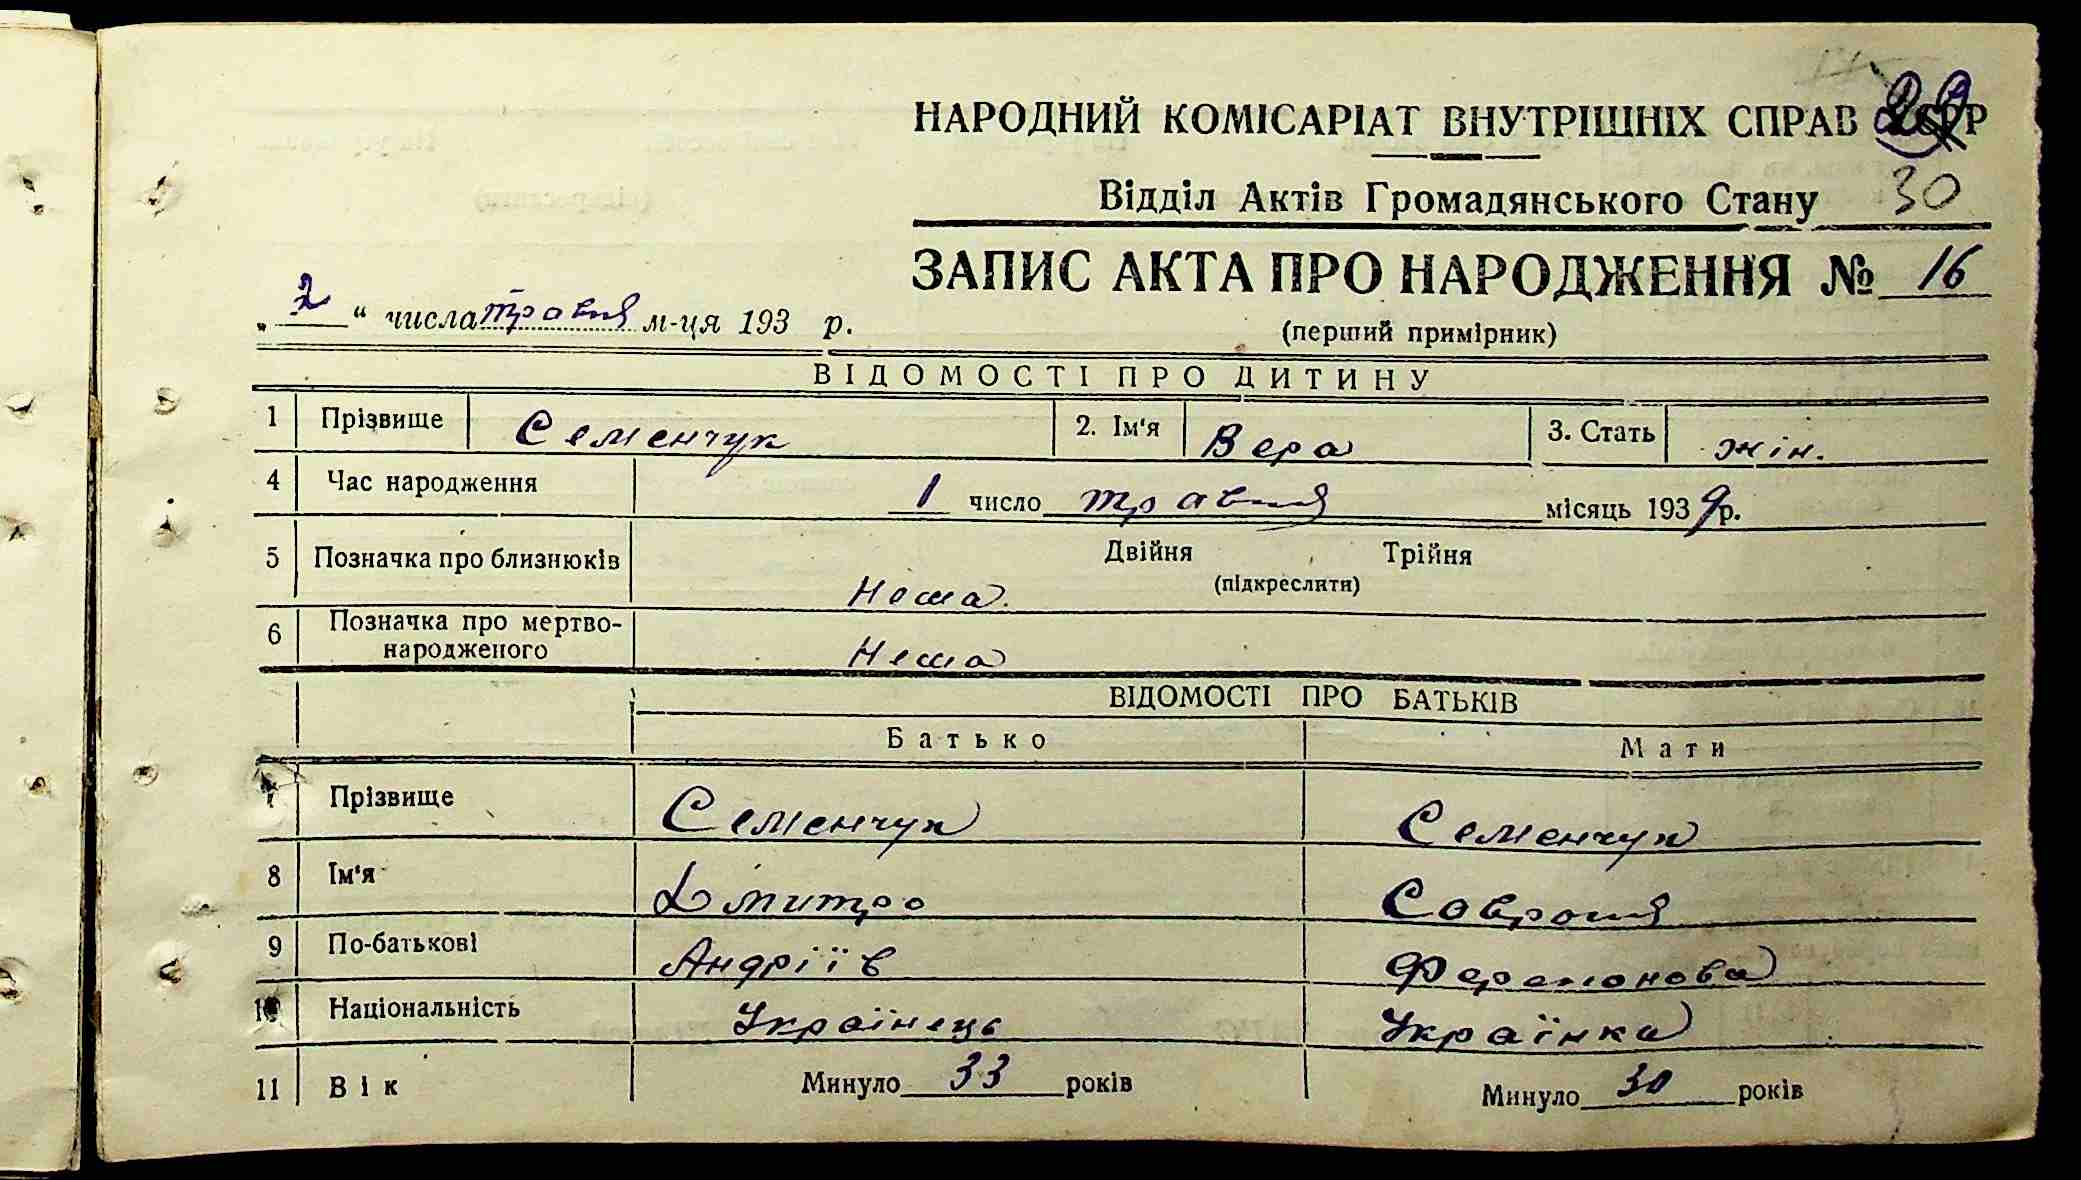 29
НАРОДНИЙ КОМІСАРІАТ ВНУТРІШНІХ СПРАВ
Відділ Актів Громадянського Стану 30
ЗАПИС АКТА ПРО НАРОДЖЕННЯ № 16
„ 2 “ числа травня м-ця 193 р.
(перший примірник)
ВІДОМОСТІ ПРО ДИТИНУ
1 Прізвище Семенчук 2. Ім'я Вера 3. Стать жін.
4 Час народження 1 число травня місяць 1939 р.
5 Позначка про близнюків Двійня Трійня
(підкреслити)
Нема.
6 Позначка про мертво-
народженого Нема
ВІДОМОСТІ ПРО БАТЬКІВ
Батько Мати
7 Прізвище Семенчук Семенчук
8 Ім'я Дмитро
9 По-батькові Андріїв
10 Національність Українець Українка
11 Вік Минуло 33 років Минуло 30 років